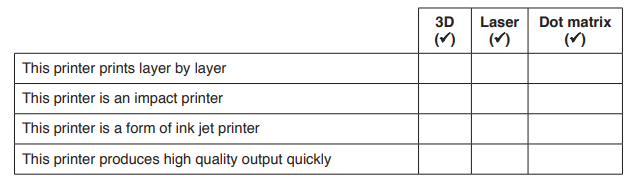 3D Laser Dot matrix
(✓) (✓) (✓)
This printer prints layer by layer
This printer is an impact printer
This printer is a form of ink jet printer
This printer produces high quality output quickly